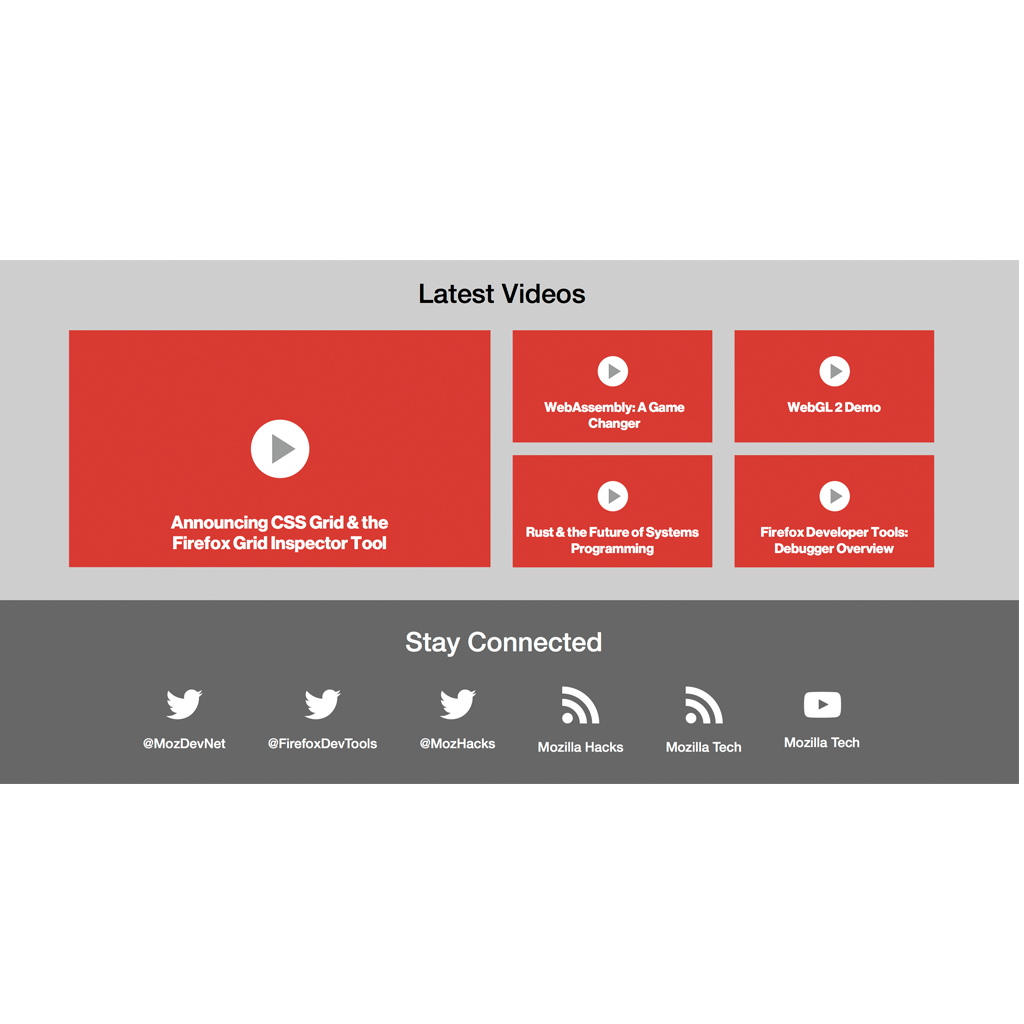 Latest Videos
Announcing CSS Grid & the
Firefox Grid Inspector Tool
WebAssembly: A Game
Changer
WebGL 2 Demo
Rust & the Future of Systems
Programming
Firefox Developer Tools:
Debugger Overview
Stay Connected
@MozDevNet
@FirefoxDevTools
@MozHacks
Mozilla Hacks
Mozilla Tech
Mozilla Tech